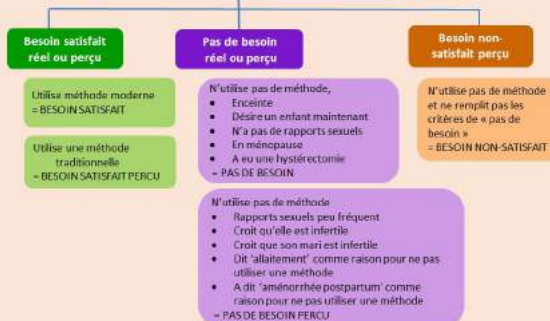 Besoin satisfait
réel ou perçu
Utilise méthode moderne
= BESOIN SATISFAIT
Utilise une méthode
traditionnelle
= BESOIN SATISFAIT PERCU
Pas de besoin
réel ou perçu
N'utilise pas de méthode,
• Enceinte
• Désire un enfant maintenant
• N'a pas de rapports sexuels
• En ménopause
• A eu une hystérectomie
= PAS DE BESOIN
N'utilise pas de méthode
• Rapports sexuels peu fréquent
• Croit qu'elle est infertile
• Croit que son mari est infertile
• Dit 'allaitement' comme raison pour ne pas
utiliser une méthode
• A dit 'aménorrhée postpartum' comme
raison pour ne pas utiliser une méthode
= PAS DE BESOIN PERCU
Besoin non-
satisfait perçu
N'utilise pas de méthode
et ne remplit pas les
critères de « pas de
besoin »
= BESOIN NON-SATISFAIT